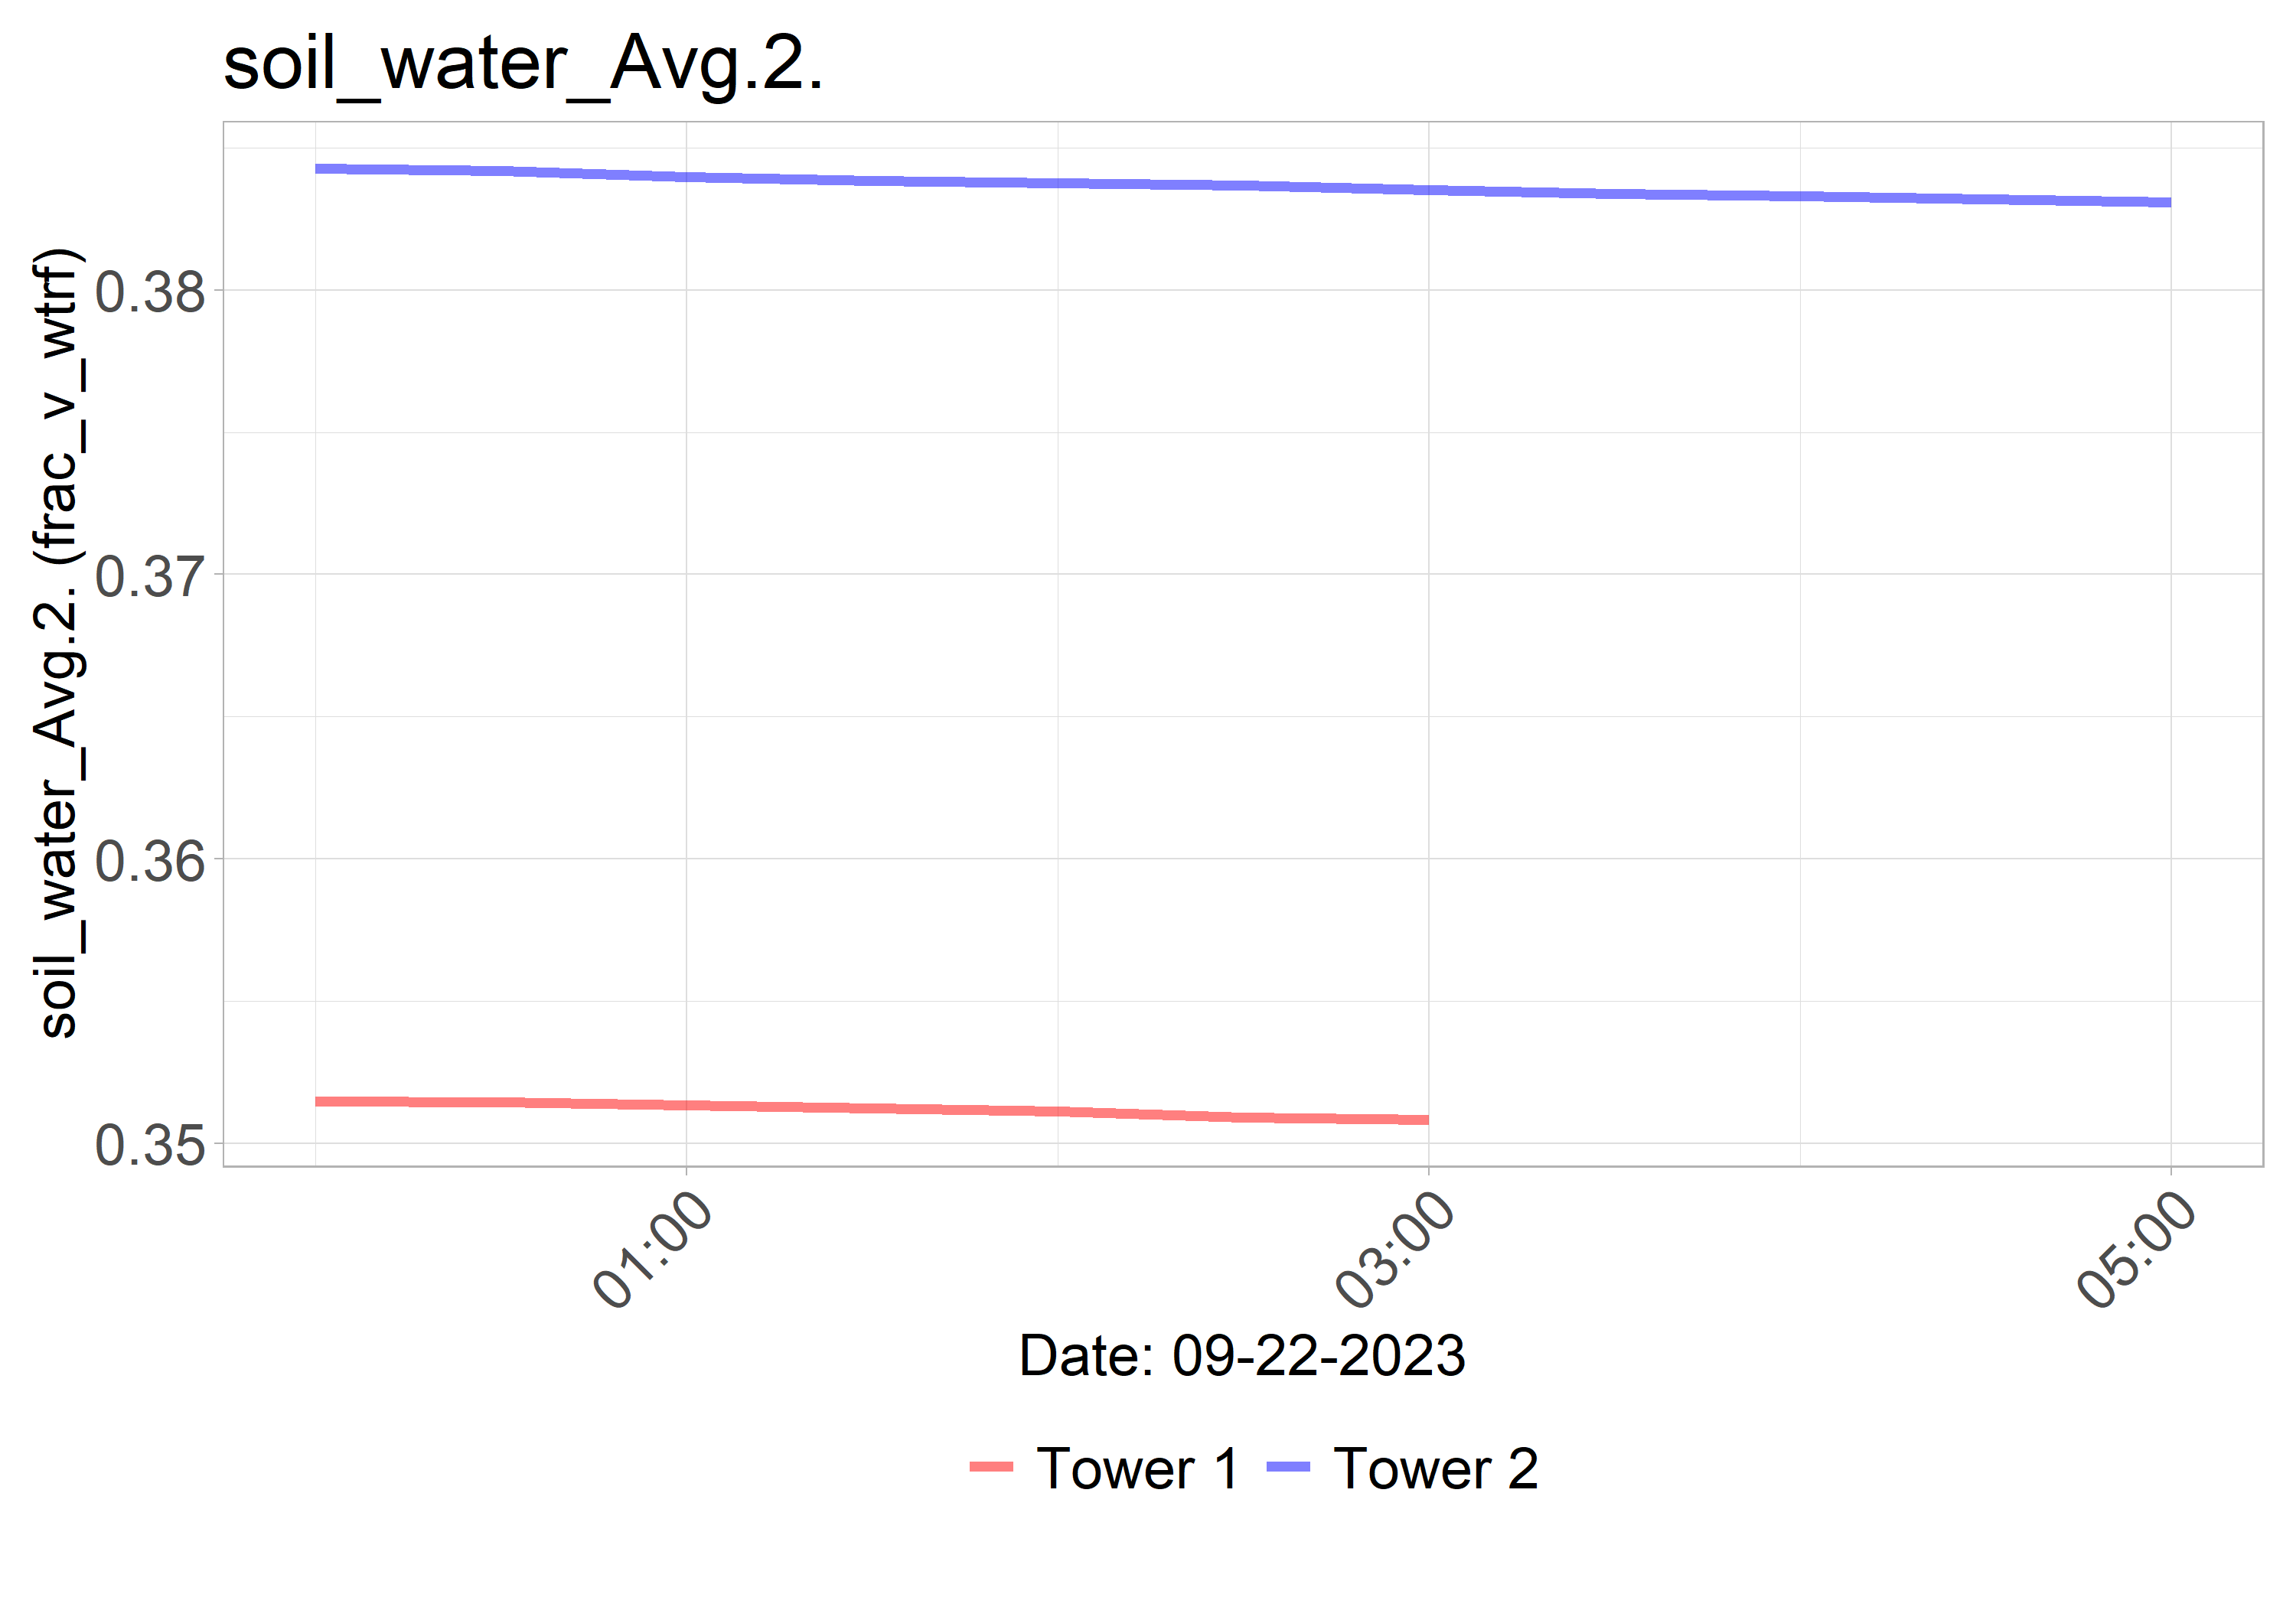 soil_water_Avg.2.
soil_water_Avg.2. (frac_v_wtrf)
0.38
0.37
0.36
0.35
01:00
03:00
05:00
Date: 09-22-2023
Tower 1
Tower 2